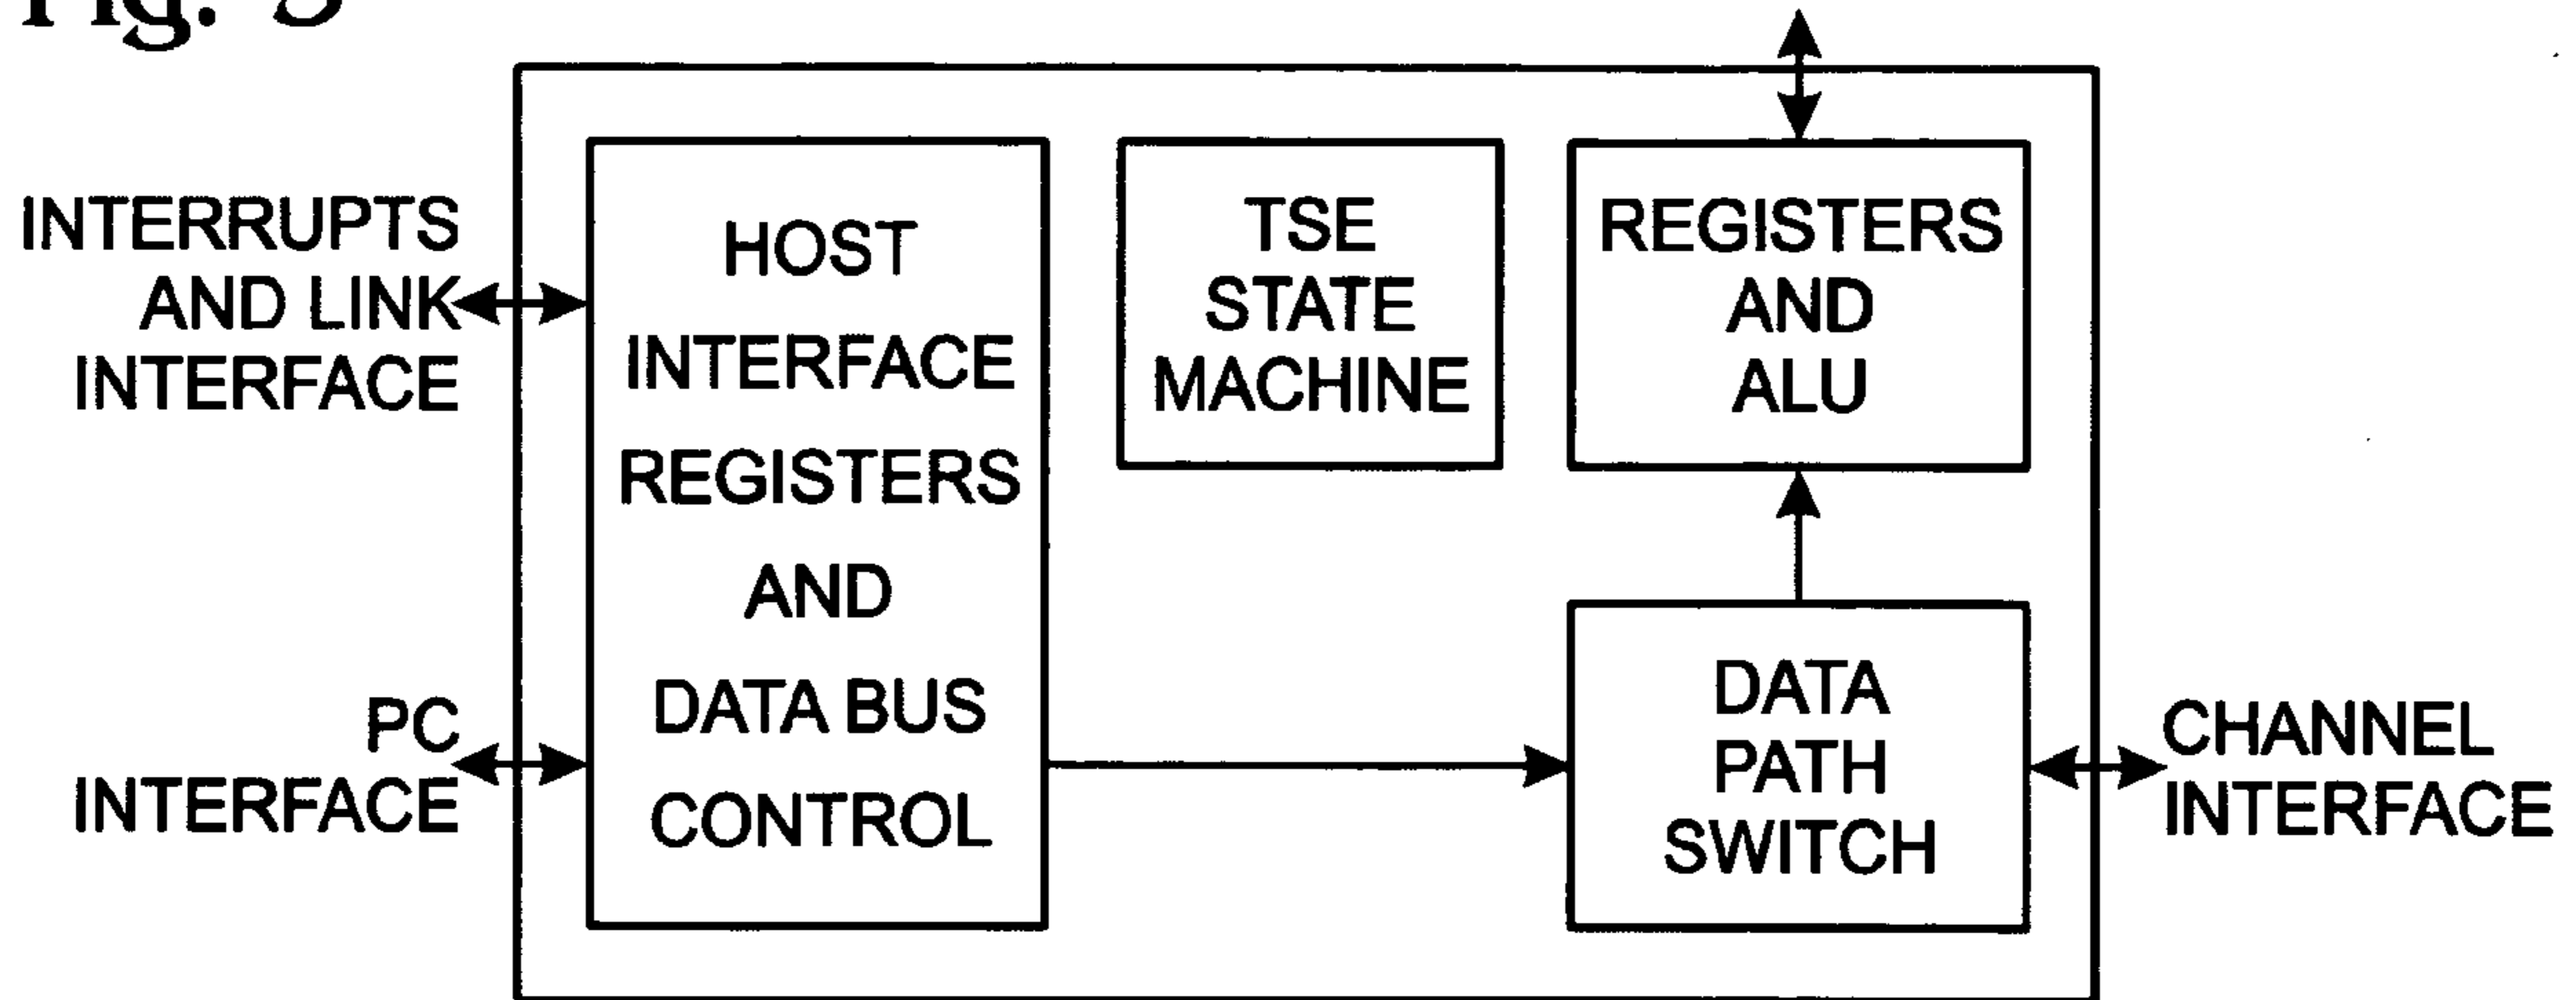 Fig.
INTERRUPTS
AND LINK
INTERFACE
PC
INTERFACE
HOST
INTERFACE
REGISTERS
AND
DATA BUS
CONTROL
TSE
STATE
MACHINE
REGISTERS
AND
ALU
DATA
PATH
SWITCH
CHANNEL
INTERFACE